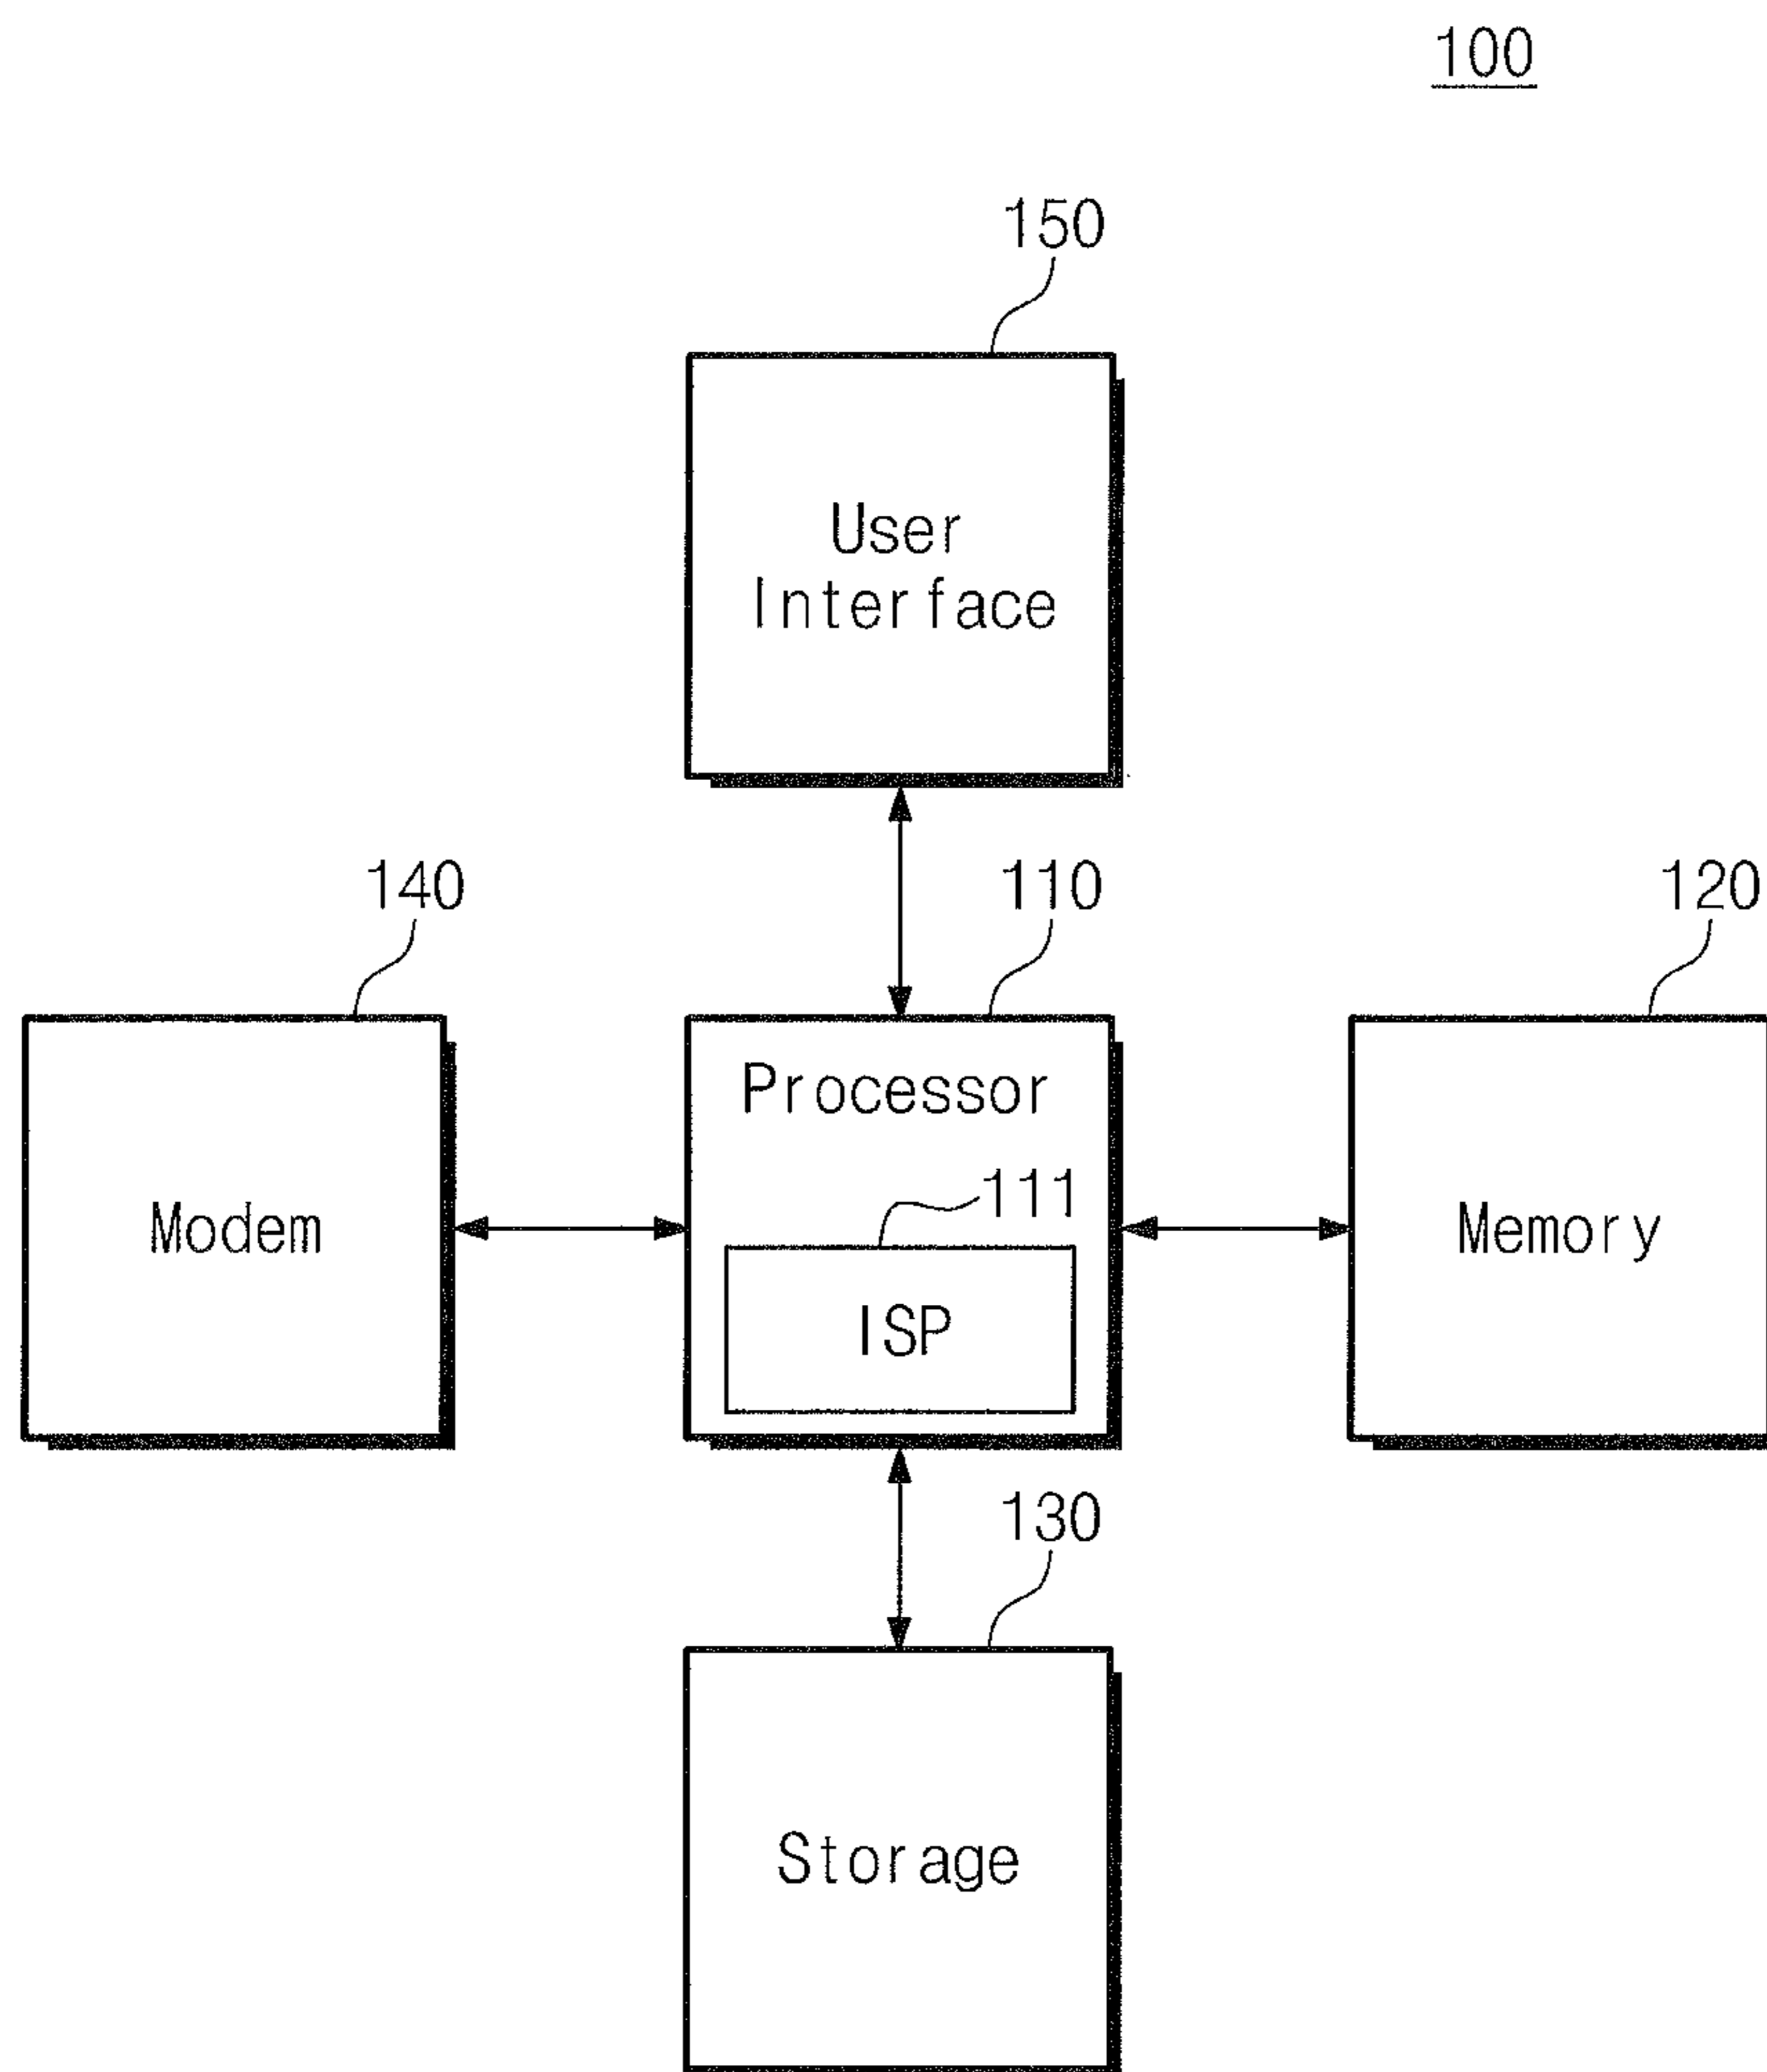 100
150
User
Interface
140
110
120
Processor
111
Modem
Memory
ISP
130
Storage